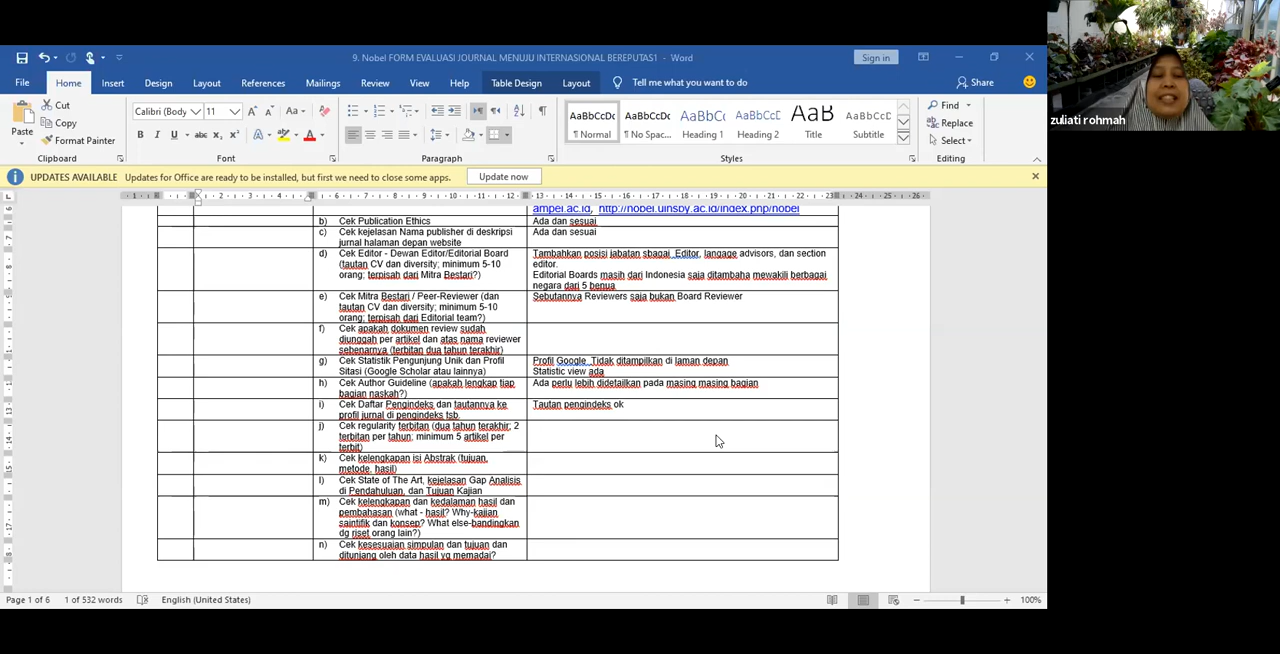 9. Nobel FORM EVALUASI JOURNAL MENUJU INTERNASIONAL BEREPUTASI1 - Word
Sign in
zuliati rohmah
File Home Insert Design Layout References Mailings Review View Help Table Design Layout Tell me what you want to do Share
Paste
Cut
Copy
Format Painter
Clipboard
Calibri (Body) 11
Font
Paragraph
AaBbCcDc AaBbCcDc AaBbCc AaBbCcD AaB AaBbCcD
¶ Normal ¶ No Spac... Heading 1 Heading 2 Title Subtitle
Styles
Find
Replace
Select
Editing
UPDATES AVAILABLE Updates for Office are ready to be installed, but first we need to close some apps. Update now
ampel.ac.id, http://nobel.uinsby.ac.id/index.php/nobel
b) Cek Publication Ethics
Ada dan sesuai
c) Cek kejelasan Nama publisher di deskripsi
jurnal halaman depan website
Ada dan sesuai
d) Cek Editor - Dewan Editor/Editorial Board
(tautan CV dan diversity; minimum 5-10
orang; terpisah dari Mitra Bestari?)
Tambahkan posisi jabatan sbagai Editor, langage advisors, dan section
editor.
Editorial Boards masih dari Indonesia saja ditambaha mewakili berbagai
negara dari 5 benua
e) Cek Mitra Bestari / Peer-Reviewer (dan
tautan CV dan diversity; minimum 5-10
orang; terpisah dari Editorial team?)
Sebutannya Reviewers saja bukan Board Reviewer
f) Cek apakah dokumen review sudah
diunggah per artikel dan atas nama reviewer
sebenarnya (terbitan dua tahun terakhir)
g) Cek Statistik Pengunjung Unik dan Profil
Sitasi (Google Scholar atau lainnya)
Profil Google Tidak ditampilkan di laman depan
Statistic view ada
h) Cek Author Guideline (apakah lengkap tiap
bagian naskah?)
Ada perlu lebih didetailkan pada masing masing bagian
i) Cek Daftar Pengindeks dan tautannya ke
profil jurnal di pengindeks tsb.
Tautan pengindeks ok
j) Cek regularity terbitan (dua tahun terakhir; 2
terbitan per tahun; minimum 5 artikel per
terbit)
k) Cek kelengkapan isi Abstrak (tujuan,
metode, hasil)
l) Cek State of The Art, kejelasan Gap Analisis
di Pendahuluan, dan Tujuan Kajian
m) Cek kelengkapan dan kedalaman hasil dan
pembahasan (what - hasil? Why-kajian
saintifik dan konsep? What else-bandingkan
dg riset orang lain?)
n) Cek kesesuaian simpulan dan tujuan dan
ditunjang oleh data hasil yg memadai?
Page 1 of 6 1 of 532 words English (United States) 100%